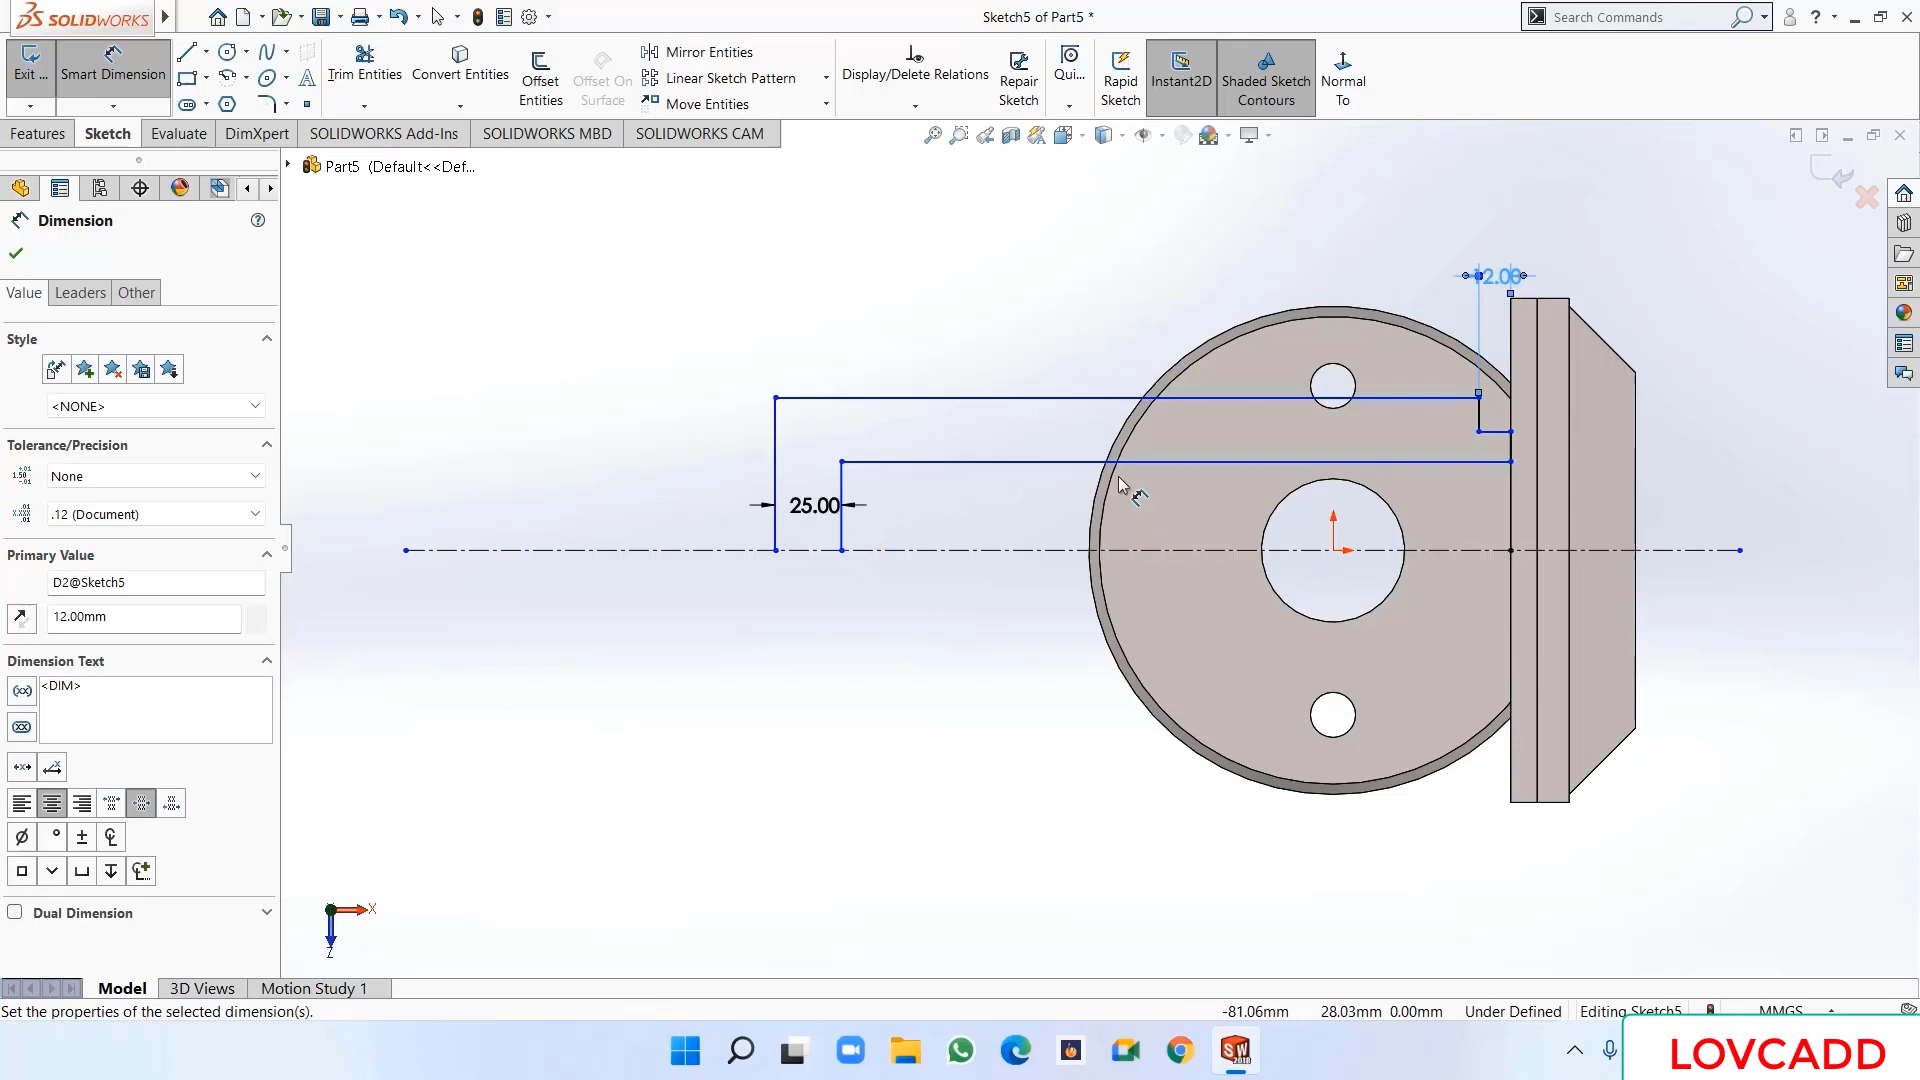 SOLIDWORKS
Sketch5 of Part5 *
Search Commands
Exit ...
Smart Dimension
Trim Entities
Convert Entities
Offset Entities
Offset On Surface
Mirror Entities
Linear Sketch Pattern
Move Entities
Display/Delete Relations
Repair Sketch
Qui...
Rapid Sketch
Instant2D
Shaded Sketch Contours
Normal To
Features
Sketch
Evaluate
DimXpert
SOLIDWORKS Add-Ins
SOLIDWORKS MBD
SOLIDWORKS CAM
Part5 (Default<<Def...
Dimension
Value
Leaders
Other
Style
<NONE>
Tolerance/Precision
None
.12 (Document)
Primary Value
D2@Sketch5
12.00mm
Dimension Text
<DIM>
Dual Dimension
12.00
25.00
X
Z
Model
3D Views
Motion Study 1
Set the properties of the selected dimension(s).
-81.06mm
28.03mm 0.00mm
Under Defined
Editing Sketch5
MMGS
LOVCADD